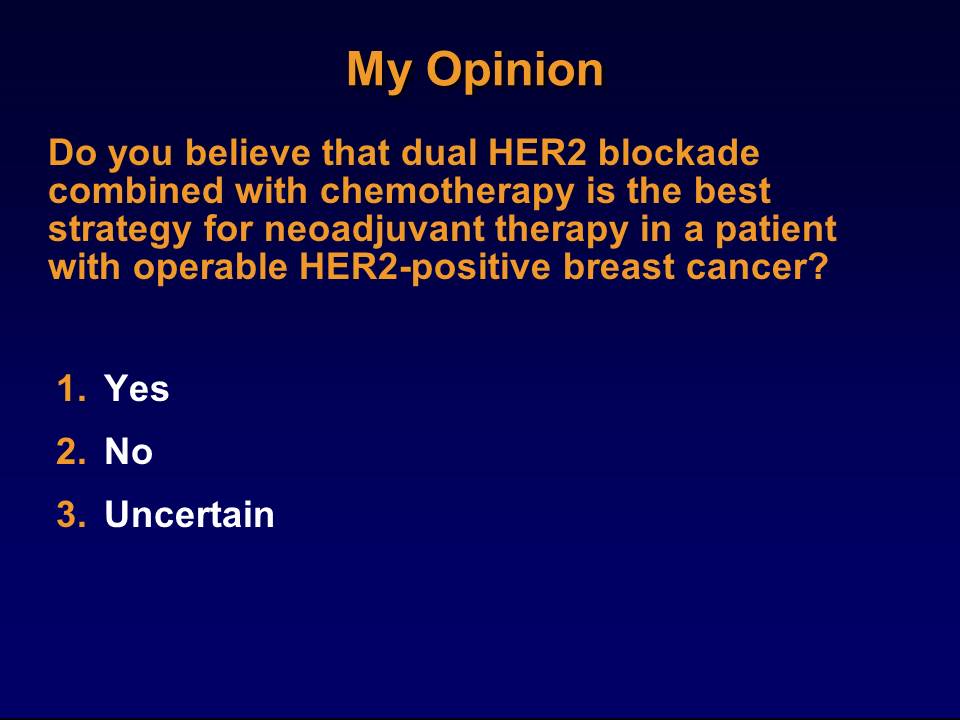 My Opinion
Do you believe that dual HER2 blockade
combined with chemotherapy is the best
strategy for neoadjuvant therapy in a patient
with operable HER2-positive breast cancer?
1. Yes
2. No
3. Uncertain